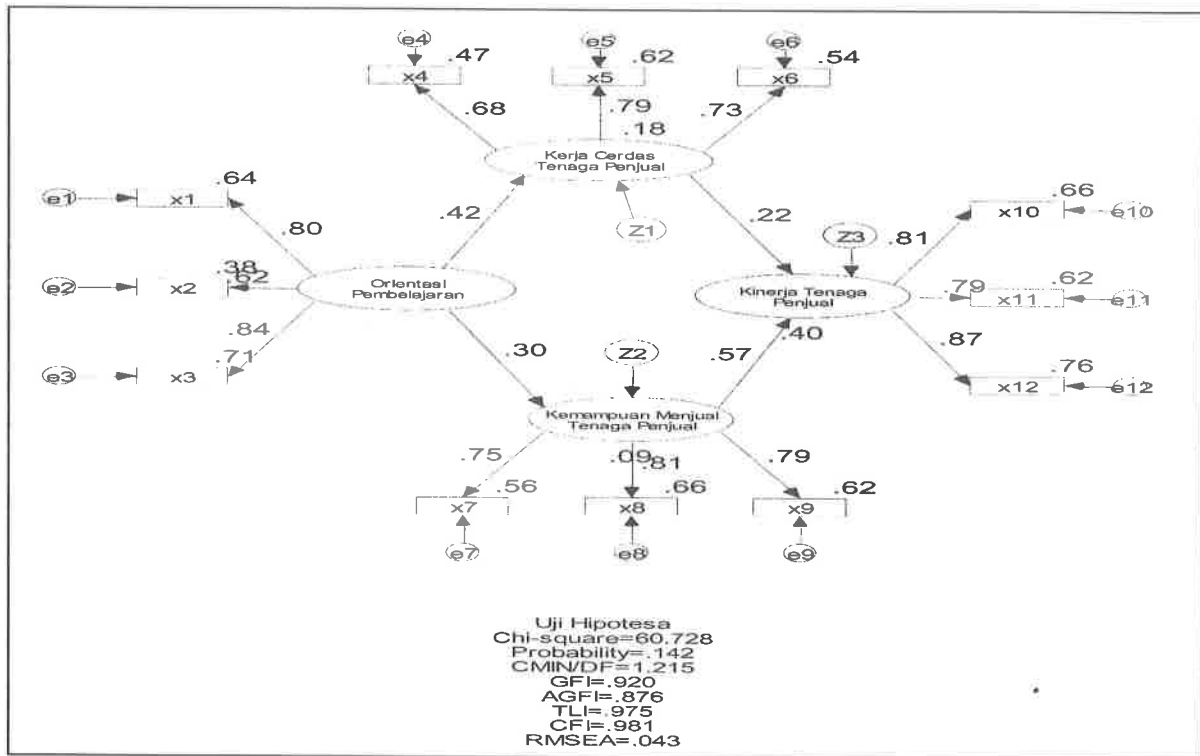 e4
.47
x4
.68
e5
.62
x5
.79
.18
e6
.54
x6
.73
Kerja Cerdas
Tenaga Penjual
e1
x1
.64
.80
.42
Z1
.22
Z3
.81
.66
x10
e10
e2
x2
.38
.62
Orientasi
Pembelajaran
Kinerja Tenaga
Penjual
.79
.62
x11
e11
.84
.71
e3
x3
.30
Z2
.57
.40
.87
.76
x12
e12
Kemampuan Menjual
Tenaga Penjual
.75
.56
x7
e7
.09
.81
.66
x8
e8
.79
.62
x9
e9
Uji Hipotesa
Chi-square=60.728
Probability=.142
CMIN/DF=1.215
GFI=.920
AGFI=.876
TLI=.975
CFI=.981
RMSEA=.043